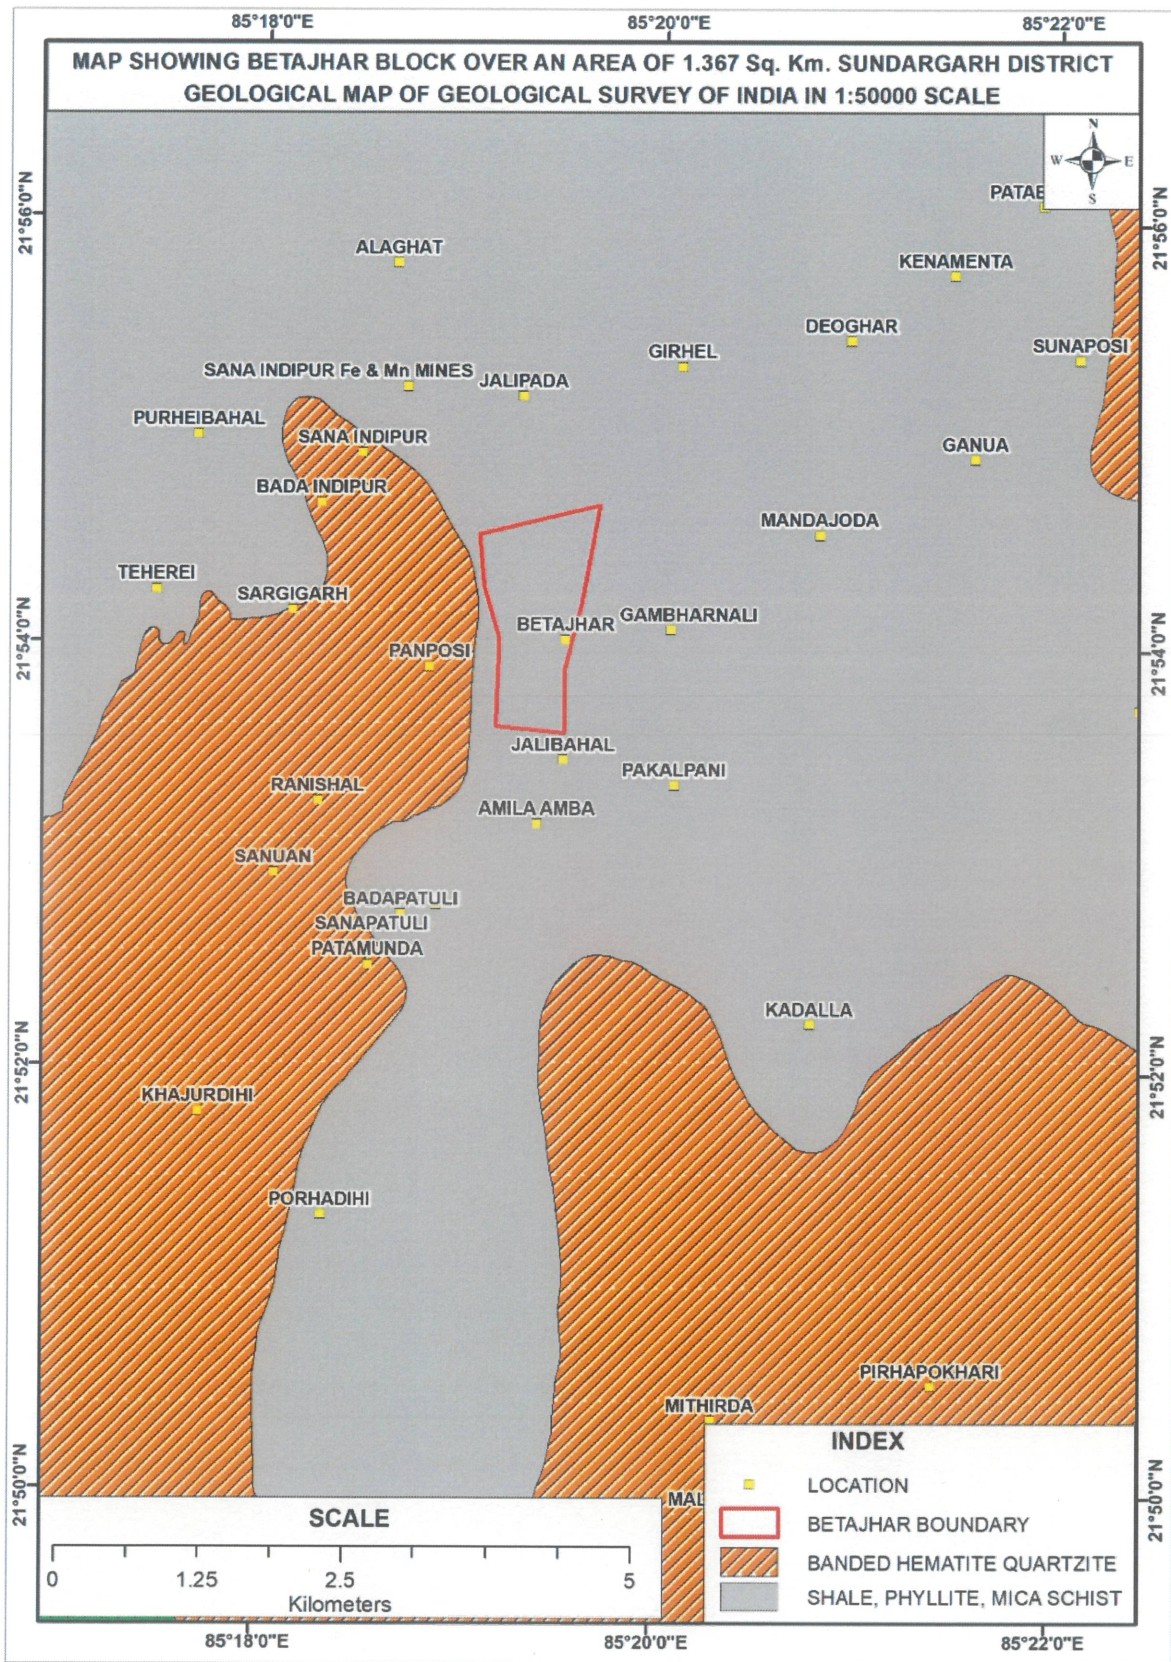 85°18'0"E
85°20'0"E
85°22'0"E
MAP SHOWING BETAJHAR BLOCK OVER AN AREA OF 1.367 Sq. Km. SUNDARGARH DISTRICT
GEOLOGICAL MAP OF GEOLOGICAL SURVEY OF INDIA IN 1:50000 SCALE
N
W
E
S
21°56'0"N
21°56'0"N
PATAB
ALAGHAT
KENAMENTA
DEOGHAR
GIRHEL
SUNAPOSI
SANA INDIPUR Fe & Mn MINES
JALIPADA
PURHEIBAHAL
SANA INDIPUR
GANUA
BADA INDIPUR
MANDAJODA
TEHEREI
SARGIGARH
BETAJHAR
GAMBHARNALI
21°54'0"N
21°54'0"N
PANPOSI
JALIBAHAL
PAKALPANI
RANISHAL
AMILA AMBA
SANUAN
BADAPATULI
SANAPATULI
PATAMUNDA
KADALLA
21°52'0"N
21°52'0"N
KHAJURDIHI
PORHADIHI
PIRHAPOKHARI
MITHIRDA
21°50'0"N
21°50'0"N
MAL
SCALE
0
1.25
2.5
5
Kilometers
INDEX
LOCATION
BETAJHAR BOUNDARY
BANDED HEMATITE QUARTZITE
SHALE, PHYLLITE, MICA SCHIST
85°18'0"E
85°20'0"E
85°22'0"E